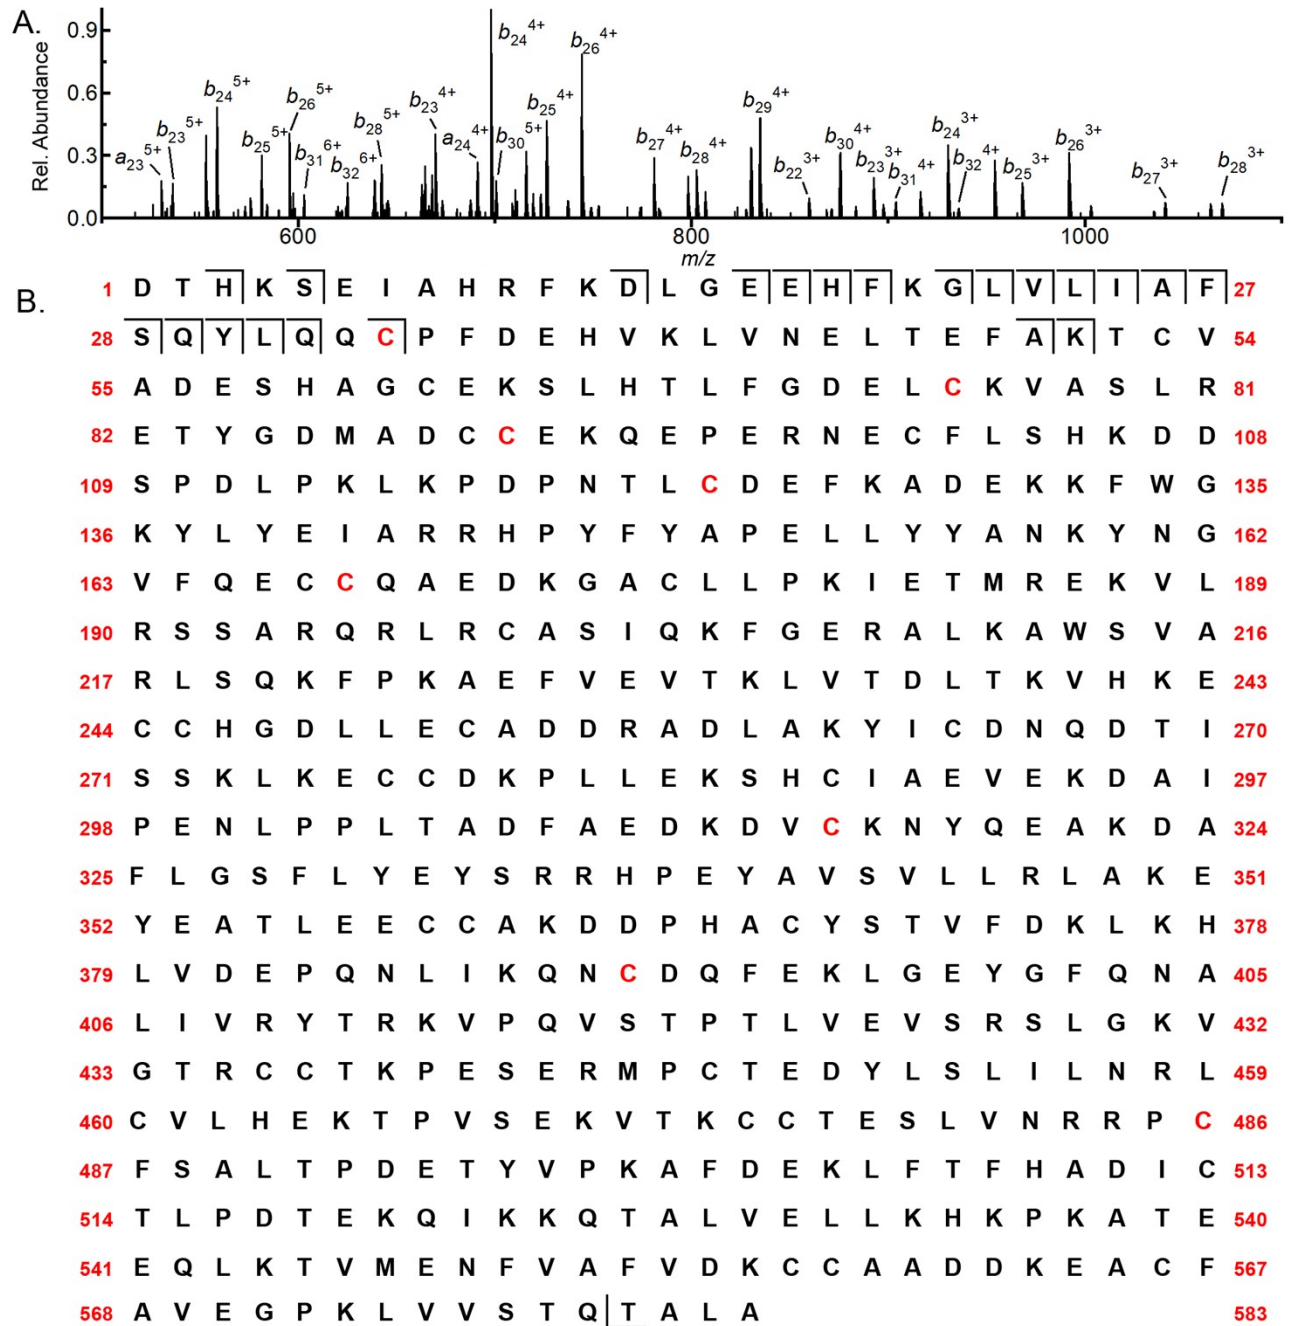 A.
Rel. Abundance
0.9
0.6
0.3
0.0
a23 5+
b23 5+
b24 5+
b25 5+
b26 5+
b31 6+
b32 6+
b28 5+
b23 4+
a24 4+
b24 4+
b30 5+
b25 4+
b26 4+
b27 4+
b28 4+
b29 4+
b22 3+
b30 4+
b23 3+
b31 4+
b24 3+
b32 4+
b25 3+
b26 3+
b27 3+
b28 3+
600 800 1000
m/z
B.
1 D T H K S E I A H R F K D L G E E H F K G L V L I A F 27
28 S Q Y L Q Q C P F D E H V K L V N E L T E F A K T C V 54
55 A D E S H A G C E K S L H T L F G D E L C K V A S L R 81
82 E T Y G D M A D C C E K Q E P E R N E C F L S H K D D 108
109 S P D L P K L K P D P N T L C D E F K A D E K K F W G 135
136 K Y L Y E I A R R H P Y F Y A P E L L Y Y A N K Y N G 162
163 V F Q E C C Q A E D K G A C L L P K I E T M R E K V L 189
190 R S S A R Q R L R C A S I Q K F G E R A L K A W S V A 216
217 R L S Q K F P K A E F V E V T K L V T D L T K V H K E 243
244 C C H G D L L E C A D D R A D L A K Y I C D N Q D T I 270
271 S S K L K E C C D K P L L E K S H C I A E V E K D A I 297
298 P E N L P P L T A D F A E D K D V C K N Y Q E A K D A 324
325 F L G S F L Y E Y S R R H P E Y A V S V L L R L A K E 351
352 Y E A T L E E C C A K D D P H A C Y S T V F D K L K H 378
379 L V D E P Q N L I K Q N C D Q F E K L G E Y G F Q N A 405
406 L I V R Y T R K V P Q V S T P T L V E V S R S L G K V 432
433 G T R C C T K P E S E R M P C T E D Y L S L I L N R L 459
460 C V L H E K T P V S E K V T K C C T E S L V N R R P C 486
487 F S A L T P D E T Y V P K A F D E K L F T F H A D I C 513
514 T L P D T E K Q I K K Q T A L V E L L K H K P K A T E 540
541 E Q L K T V M E N F V A F V D K C C A A D D K E A C F 567
568 A V E G P K L V V S T Q T A L A 583